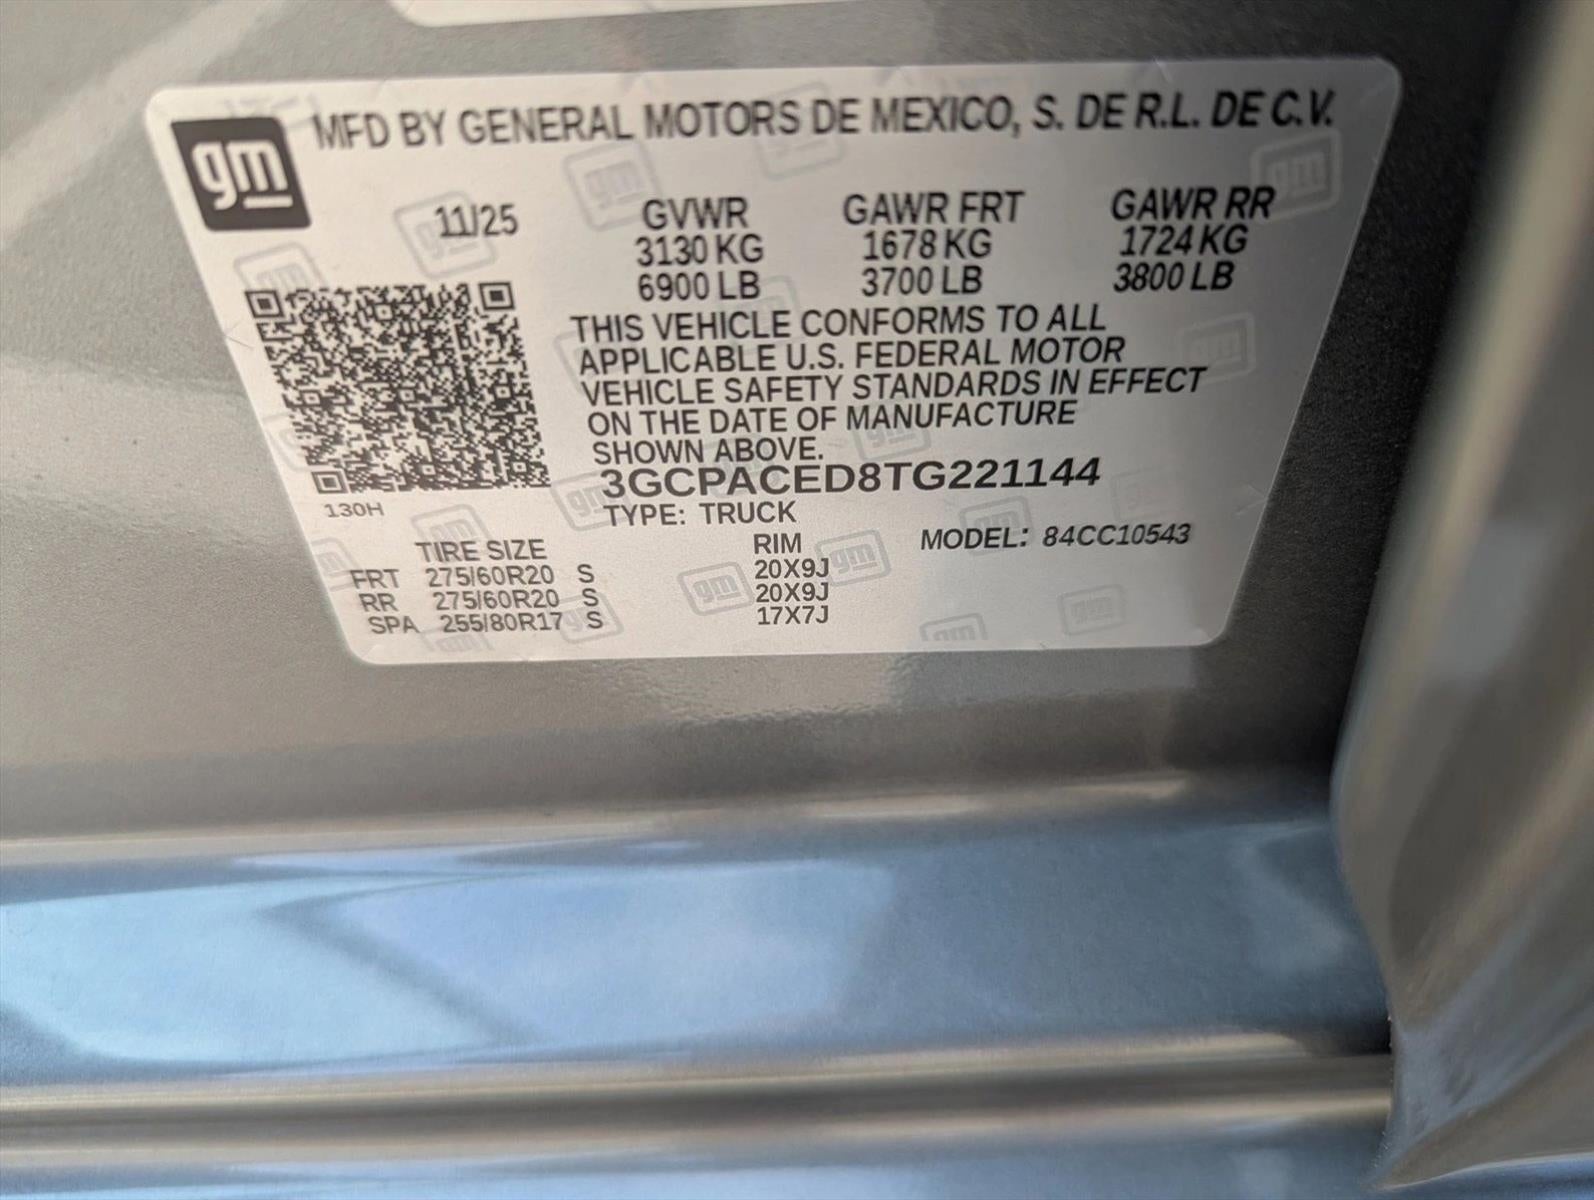 gm
MFD BY GENERAL MOTORS DE MEXICO, S. DE R.L. DE C.V.
11/25 GVWR GAWR FRT GAWR RR
3130 KG 1678 KG 1724 KG
6900 LB 3700 LB 3800 LB
THIS VEHICLE CONFORMS TO ALL
APPLICABLE U.S. FEDERAL MOTOR
VEHICLE SAFETY STANDARDS IN EFFECT
ON THE DATE OF MANUFACTURE
SHOWN ABOVE.
3GCPACED8TG221144
130H
TYPE: TRUCK
TIRE SIZE RIM MODEL: 84CC10543
FRT 275/60R20 S 20X9J
RR 275/60R20 S 20X9J
SPA 255/80R17 S 17X7J